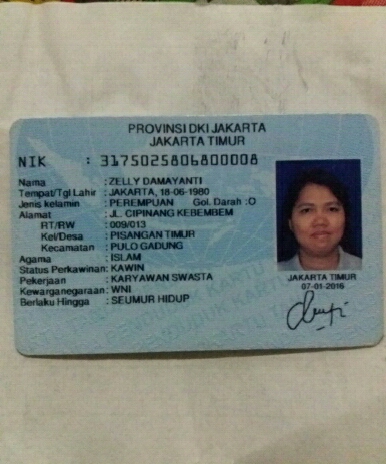 PROVINSI DKI JAKARTA
JAKARTA TIMUR
NIK : 3175025806800008
Nama : ZELLY DAMAYANTI
Tempat/Tgl Lahir : JAKARTA, 18-06-1980
Jenis kelamin : PEREMPUAN Gol. Darah :O
Alamat : JL. CIPINANG KEBEMBEM
RT/RW : 009/013
Kel/Desa : PISANGAN TIMUR
Kecamatan : PULO GADUNG
Agama : ISLAM
Status Perkawinan: KAWIN
Pekerjaan : KARYAWAN SWASTA
Kewarganegaraan: WNI
Berlaku Hingga : SEUMUR HIDUP
JAKARTA TIMUR
07-01-2016